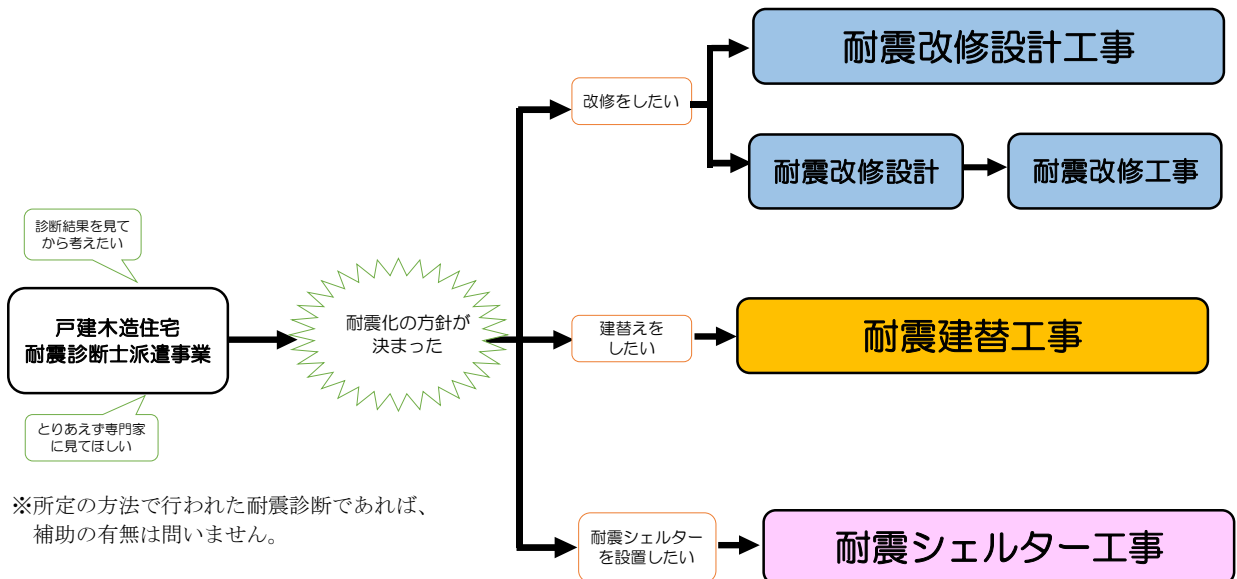 診断結果を見て
から考えたい
戸建木造住宅
耐震診断士派遣事業
とりあえず専門家
に見てほしい
※所定の方法で行われた耐震診断であれば、
補助の有無は問いません。
耐震化の方針が
決まった
改修をしたい
耐震改修設計工事
耐震改修設計
耐震改修工事
建替えを
したい
耐震建替工事
耐震シェルター
を設置したい
耐震シェルター工事